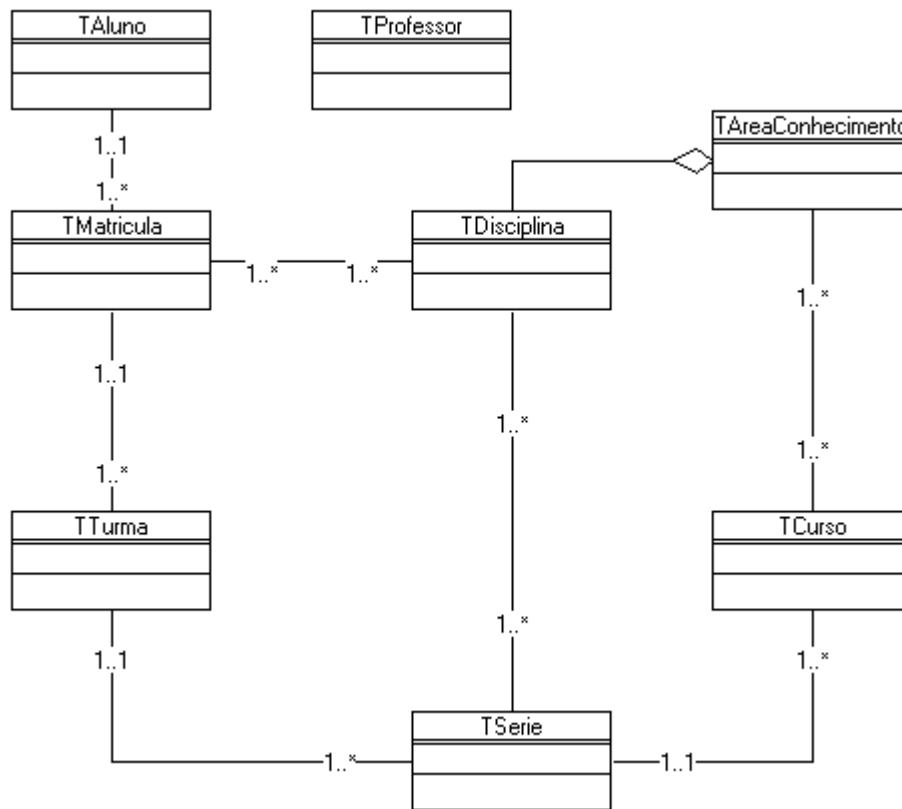 TAluno
TProfessor
TAreaConhecimento
1..1
1..*
TMatricula
TDisciplina
1..*
1..*
1..*
1..1
1..*
1..*
1..*
TTurma
TCurso
1..*
1..1
1..*
TSerie
1..*
1..1